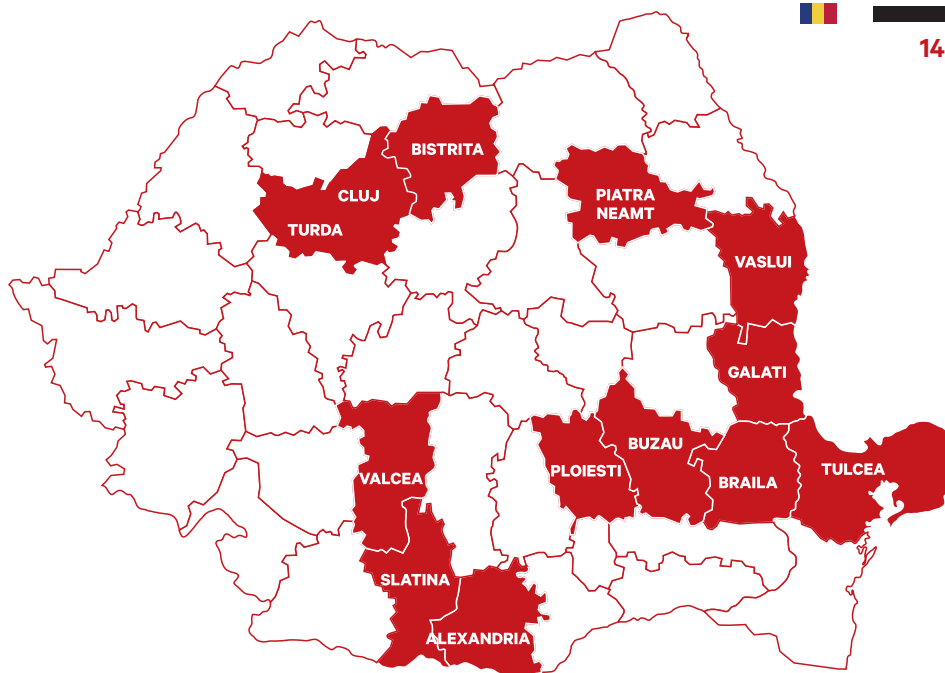 14
BISTRITA
CLUJ
TURDA
PIATRA
NEAMT
VASLUI
GALATI
BUZAU
PLOIESTI
BRAILA
TULCEA
VALCEA
SLATINA
ALEXANDRIA